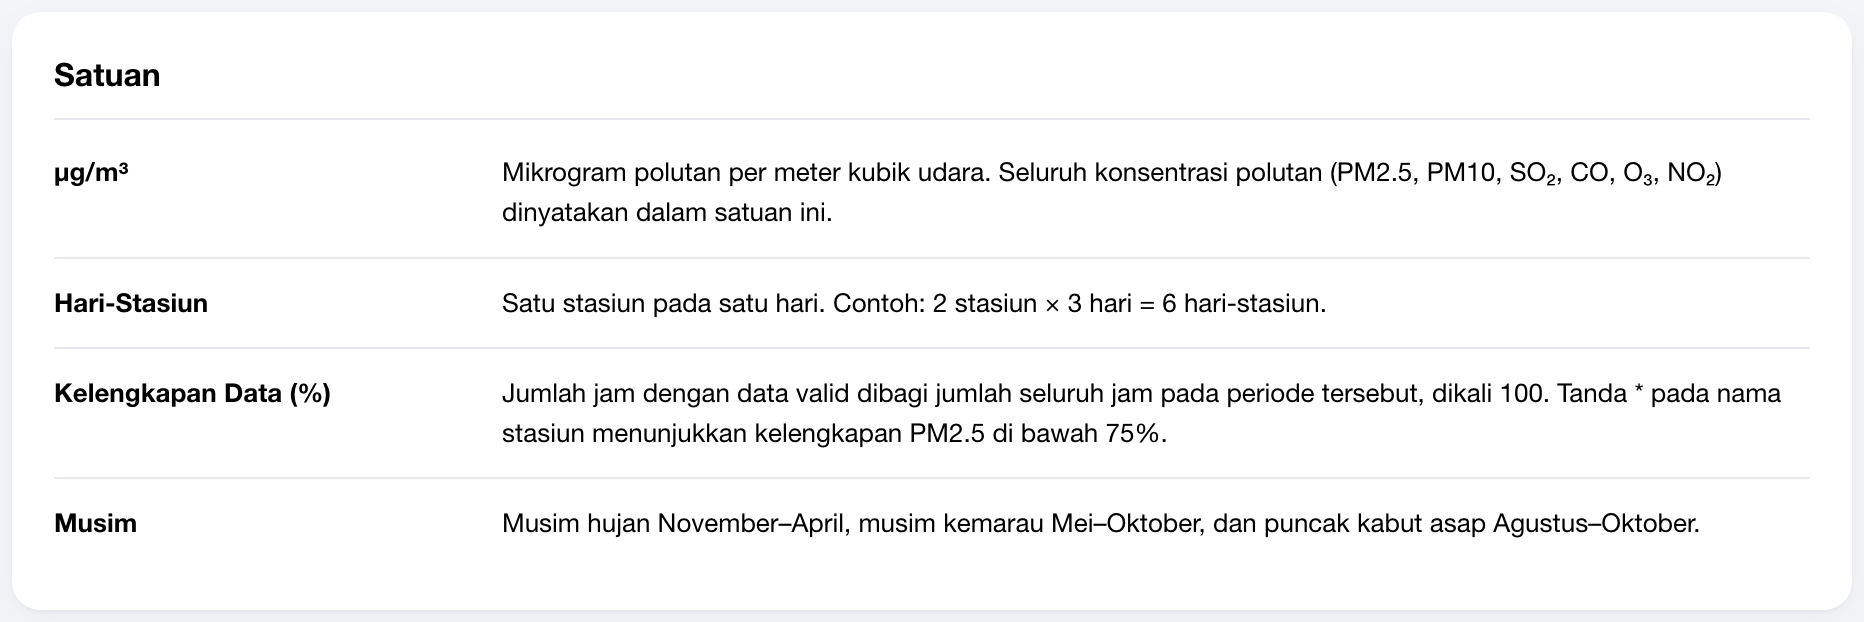 Satuan
µg/m³
Mikrogram polutan per meter kubik udara. Seluruh konsentrasi polutan (PM2.5, PM10, SO₂, CO, O₃, NO₂)
dinyatakan dalam satuan ini.
Hari-Stasiun
Satu stasiun pada satu hari. Contoh: 2 stasiun × 3 hari = 6 hari-stasiun.
Kelengkapan Data (%)
Jumlah jam dengan data valid dibagi jumlah seluruh jam pada periode tersebut, dikali 100. Tanda * pada nama
stasiun menunjukkan kelengkapan PM2.5 di bawah 75%.
Musim
Musim hujan November–April, musim kemarau Mei–Oktober, dan puncak kabut asap Agustus–Oktober.